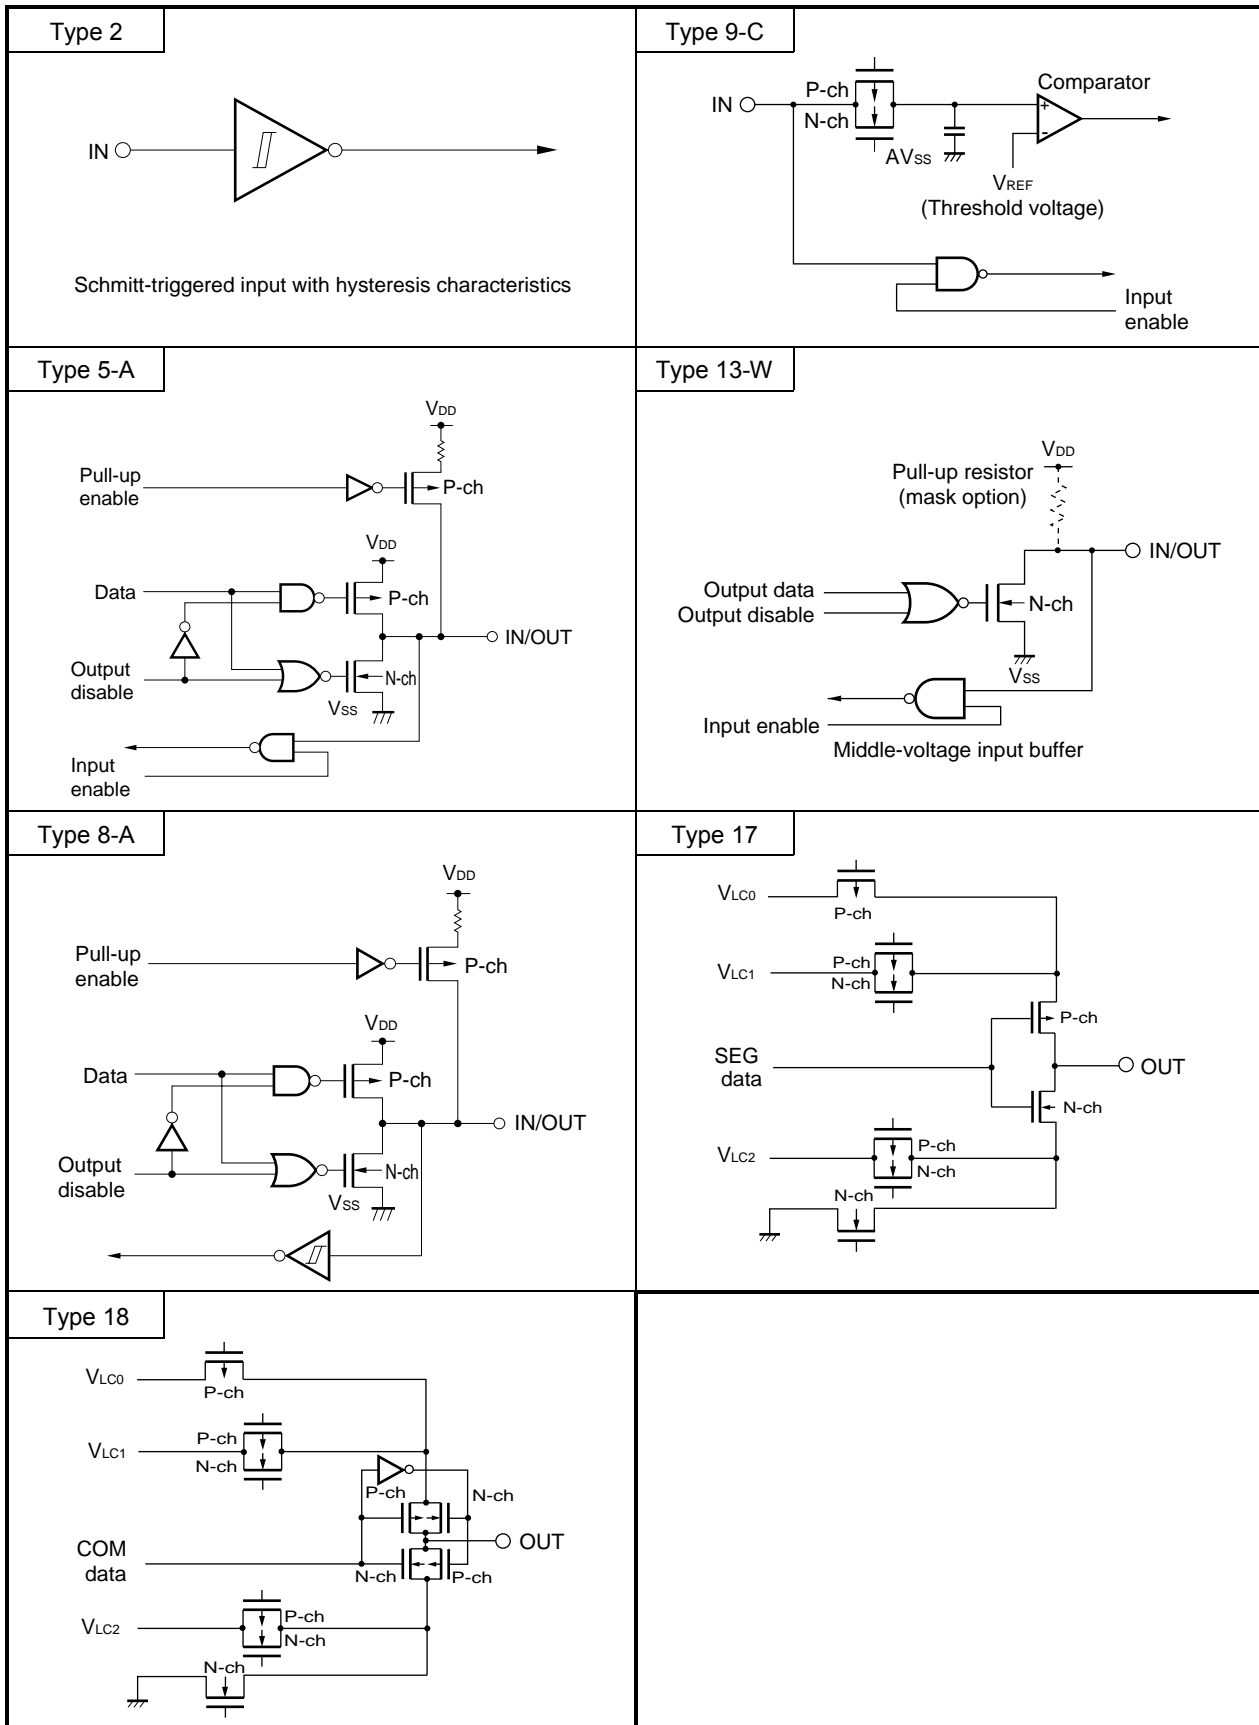 Type 2
IN
Schmitt-triggered input with hysteresis characteristics
Type 9-C
IN
P-ch
N-ch
Comparator
+
-
AVSS
VREF
(Threshold voltage)
Input
enable
Type 5-A
VDD
Pull-up
enable
P-ch
VDD
Data
P-ch
IN/OUT
Output
disable
N-ch
VSS
Input
enable
Type 13-W
VDD
Pull-up resistor
(mask option)
IN/OUT
Output data
Output disable
N-ch
VSS
Input enable
Middle-voltage input buffer
Type 8-A
VDD
Pull-up
enable
P-ch
VDD
Data
P-ch
IN/OUT
Output
disable
N-ch
VSS
Type 17
VLC0
P-ch
VLC1
P-ch
N-ch
P-ch
SEG
data
OUT
N-ch
VLC2
P-ch
N-ch
N-ch
Type 18
VLC0
P-ch
VLC1
P-ch
N-ch
P-ch
N-ch
OUT
COM
data
N-ch
P-ch
VLC2
P-ch
N-ch
N-ch